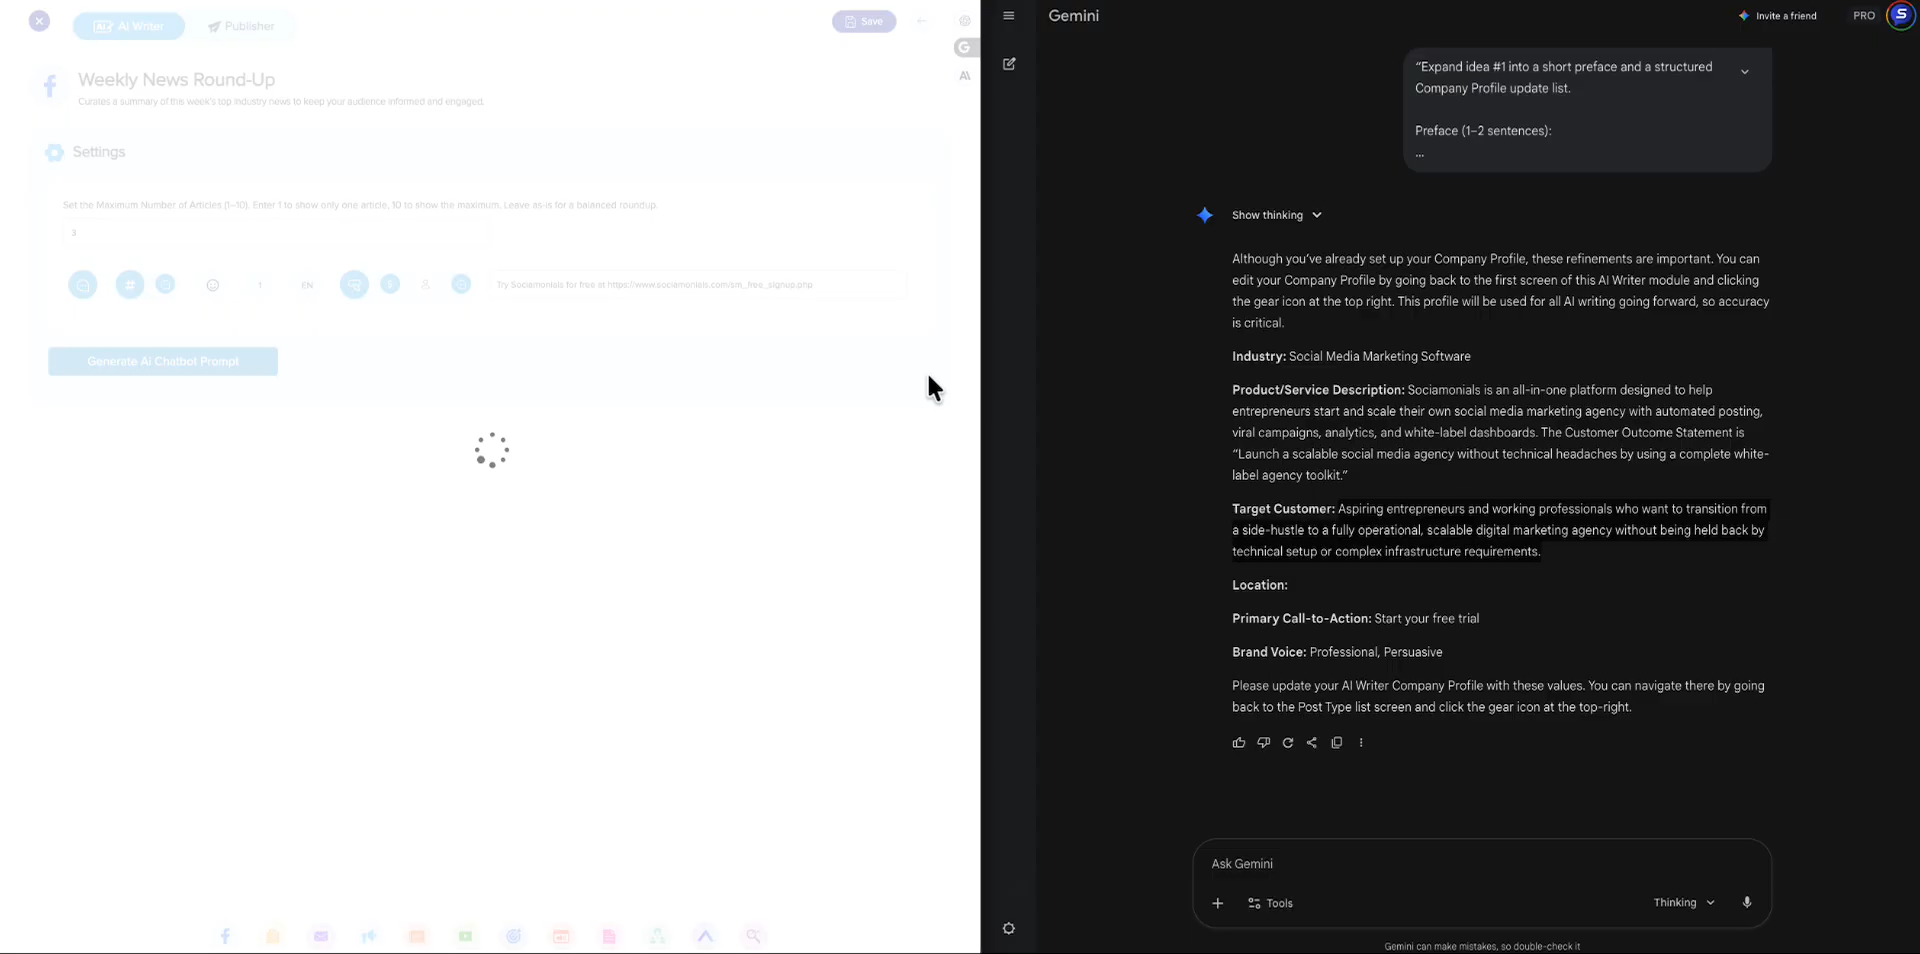 AI Writer
Publisher
Save
Weekly News Round-Up
Curates a summary of this week's top industry news to keep your audience informed and engaged.
Settings
Set the Maximum Number of Articles (1–10). Enter 1 to show only one article, 10 to show the maximum. Leave as-is for a balanced roundup.
3
#
1
EN
Try Sociamonials for free at https://www.sociamonials.com/sm_free_signup.php
Generate AI Chatbot Prompt
Gemini
Invite a friend
PRO
S
“Expand idea #1 into a short preface and a structured
Company Profile update list.
Preface (1–2 sentences):
...
Show thinking
Although you’ve already set up your Company Profile, these refinements are important. You can
edit your Company Profile by going back to the first screen of this AI Writer module and clicking
the gear icon at the top right. This profile will be used for all AI writing going forward, so accuracy
is critical.
Industry: Social Media Marketing Software
Product/Service Description: Sociamonials is an all-in-one platform designed to help
entrepreneurs start and scale their own social media marketing agency with automated posting,
viral campaigns, analytics, and white-label dashboards. The Customer Outcome Statement is
“Launch a scalable social media agency without technical headaches by using a complete white-
label agency toolkit.”
Target Customer: Aspiring entrepreneurs and working professionals who want to transition from
a side-hustle to a fully operational, scalable digital marketing agency without being held back by
technical setup or complex infrastructure requirements.
Location:
Primary Call-to-Action: Start your free trial
Brand Voice: Professional, Persuasive
Please update your AI Writer Company Profile with these values. You can navigate there by going
back to the Post Type list screen and click the gear icon at the top-right.
Ask Gemini
Tools
Thinking
Gemini can make mistakes, so double-check it